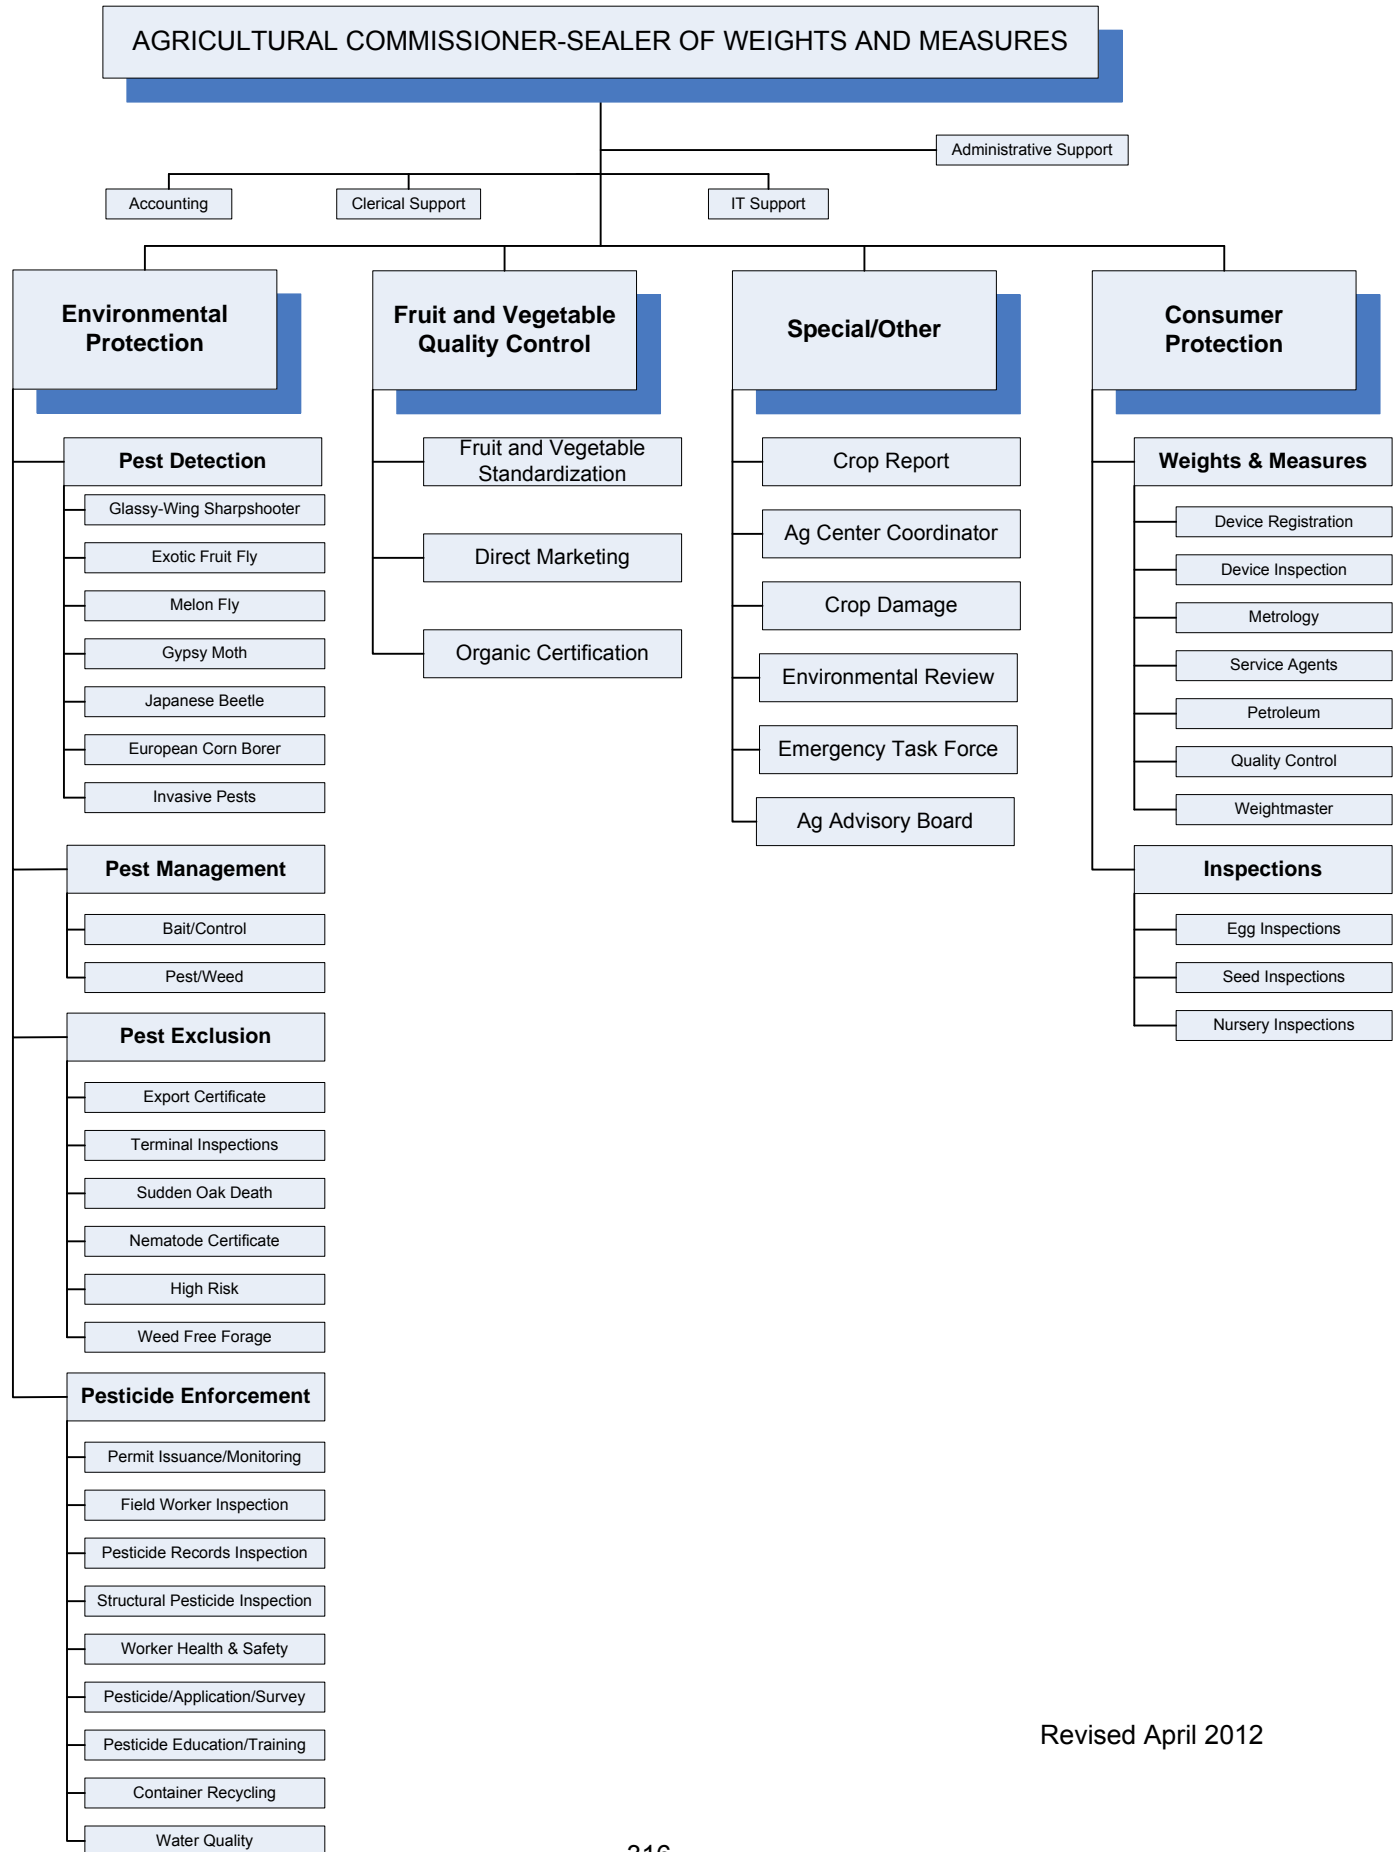 AGRICULTURAL COMMISSIONER-SEALER OF WEIGHTS AND MEASURES
Administrative Support
Accounting
Clerical Support
IT Support
Environmental
Protection
Pest Detection
Glassy-Wing Sharpshooter
Exotic Fruit Fly
Melon Fly
Gypsy Moth
Japanese Beetle
European Corn Borer
Invasive Pests
Pest Management
Bait/Control
Pest/Weed
Pest Exclusion
Export Certificate
Terminal Inspections
Sudden Oak Death
Nematode Certificate
High Risk
Weed Free Forage
Pesticide Enforcement
Permit Issuance/Monitoring
Field Worker Inspection
Pesticide Records Inspection
Structural Pesticide Inspection
Worker Health & Safety
Pesticide/Application/Survey
Pesticide Education/Training
Container Recycling
Water Quality
Fruit and Vegetable
Quality Control
Fruit and Vegetable
Standardization
Direct Marketing
Organic Certification
Special/Other
Crop Report
Ag Center Coordinator
Crop Damage
Environmental Review
Emergency Task Force
Ag Advisory Board
Consumer
Protection
Weights & Measures
Device Registration
Device Inspection
Metrology
Service Agents
Petroleum
Quality Control
Weightmaster
Inspections
Egg Inspections
Seed Inspections
Nursery Inspections
Revised April 2012
316